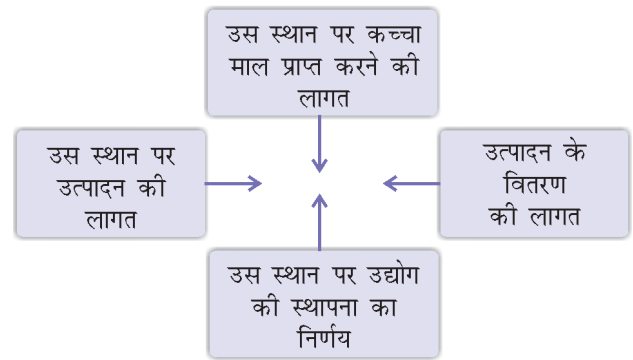 उस स्थान पर कच्चा
माल प्राप्त करने की
लागत
उस स्थान पर
उत्पादन की
लागत
उत्पादन के
वितरण
की लागत
उस स्थान पर उद्योग
की स्थापना का
निर्णय